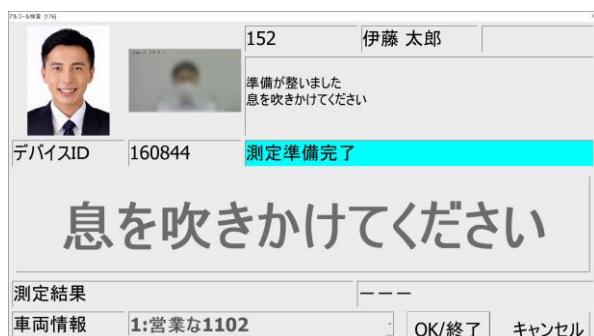 アルコール検査 [176]
152
伊藤 太郎
準備が整いました
息を吹きかけてください
デバイスID
160844
測定準備完了
息を吹きかけてください
測定結果
---
車両情報
1:営業な1102
OK/終了
キャンセル